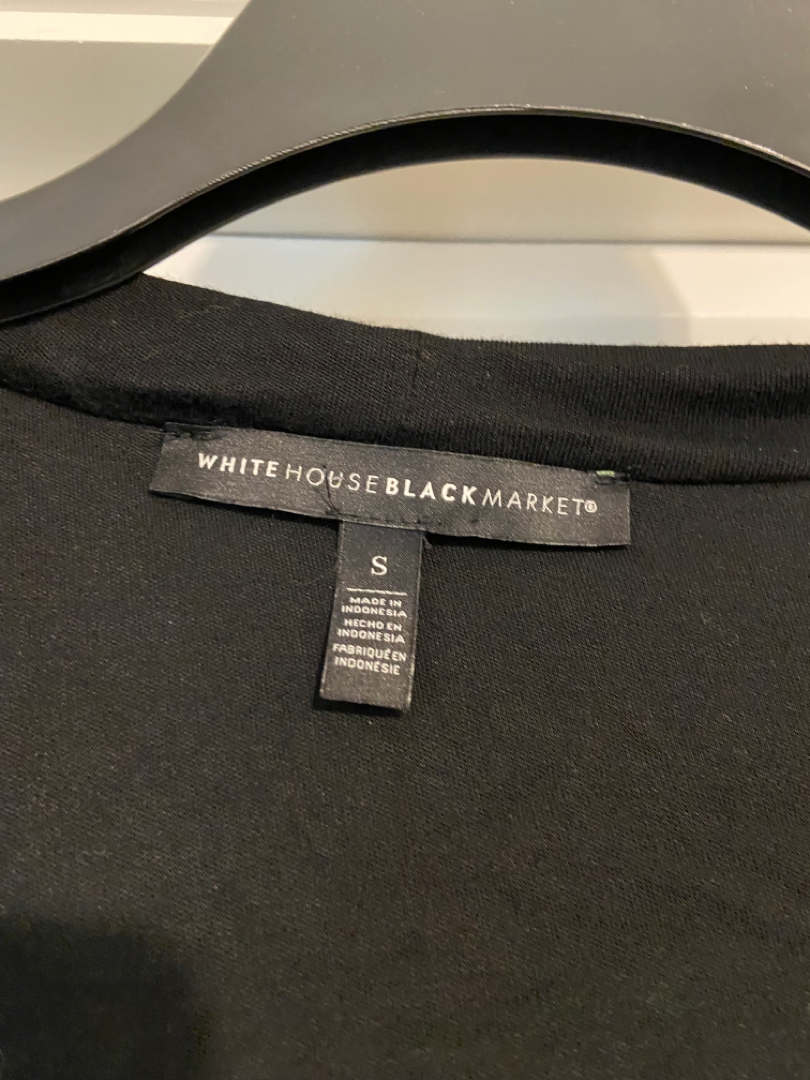 WHITE HOUSE BLACK MARKET®
S
MADE IN
INDONESIA
HECHO EN
INDONESIA
FABRIQUÉ EN
INDONÉSIE